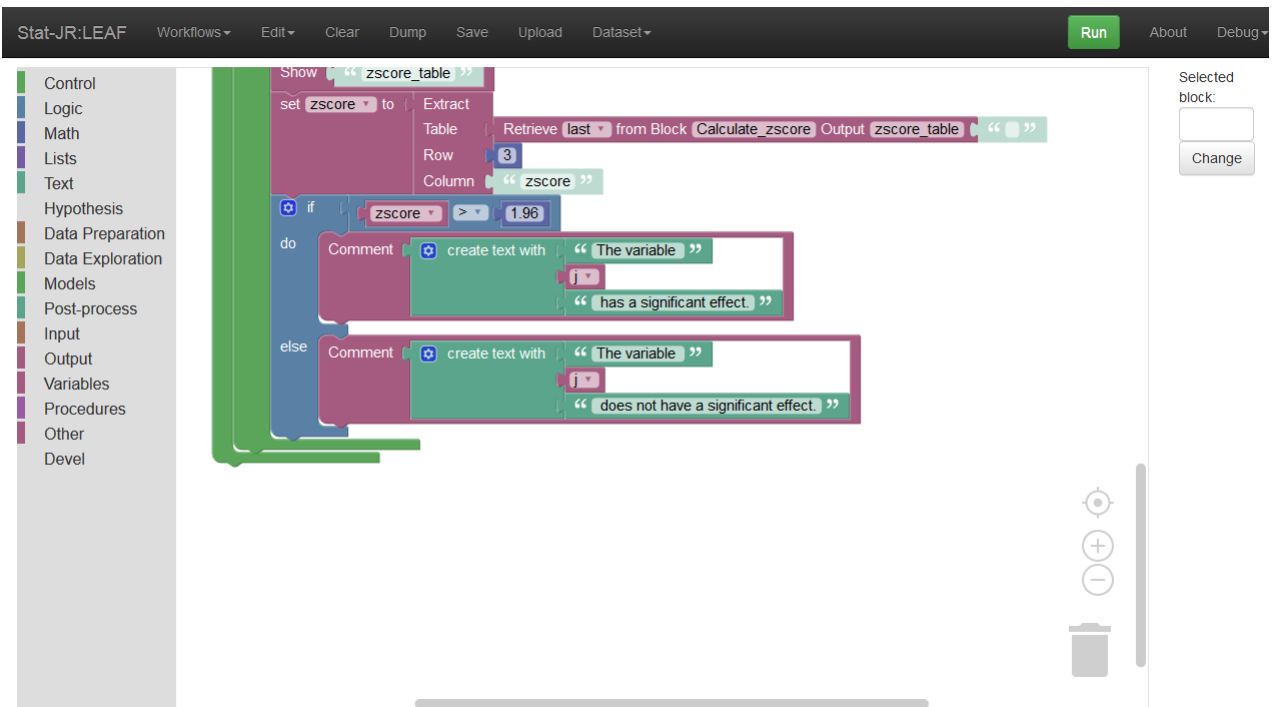 Stat-JR:LEAF Workflows Edit Clear Dump Save Upload Dataset Run About Debug
Control
Logic
Math
Lists
Text
Hypothesis
Data Preparation
Data Exploration
Models
Post-process
Input
Output
Variables
Procedures
Other
Devel
Show “ zscore_table ”
set zscore to Extract
Table Retrieve last from Block Calculate_zscore Output zscore_table “ ”
Row 3
Column “ zscore ”
if zscore > 1.96
do Comment create text with “ The variable ”
j
“ has a significant effect. ”
else Comment create text with “ The variable ”
j
“ does not have a significant effect. ”
Selected
block:
Change